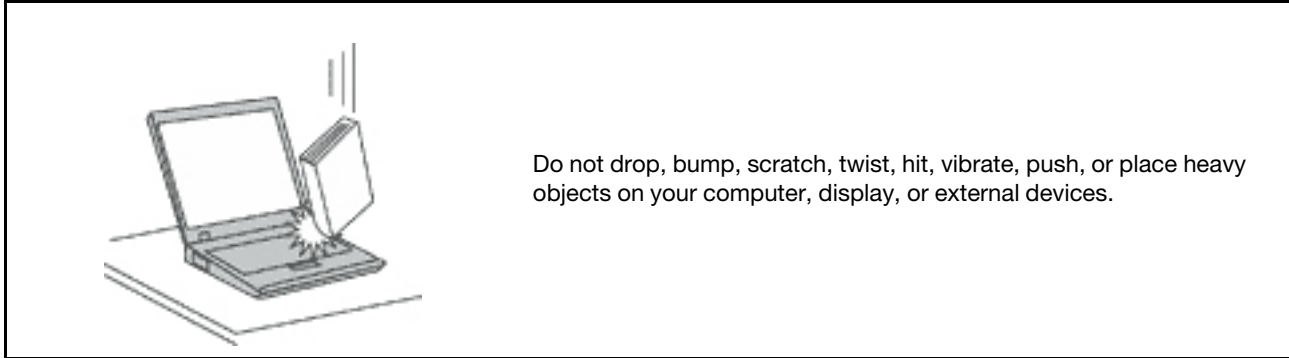 Do not drop, bump, scratch, twist, hit, vibrate, push, or place heavy
objects on your computer, display, or external devices.